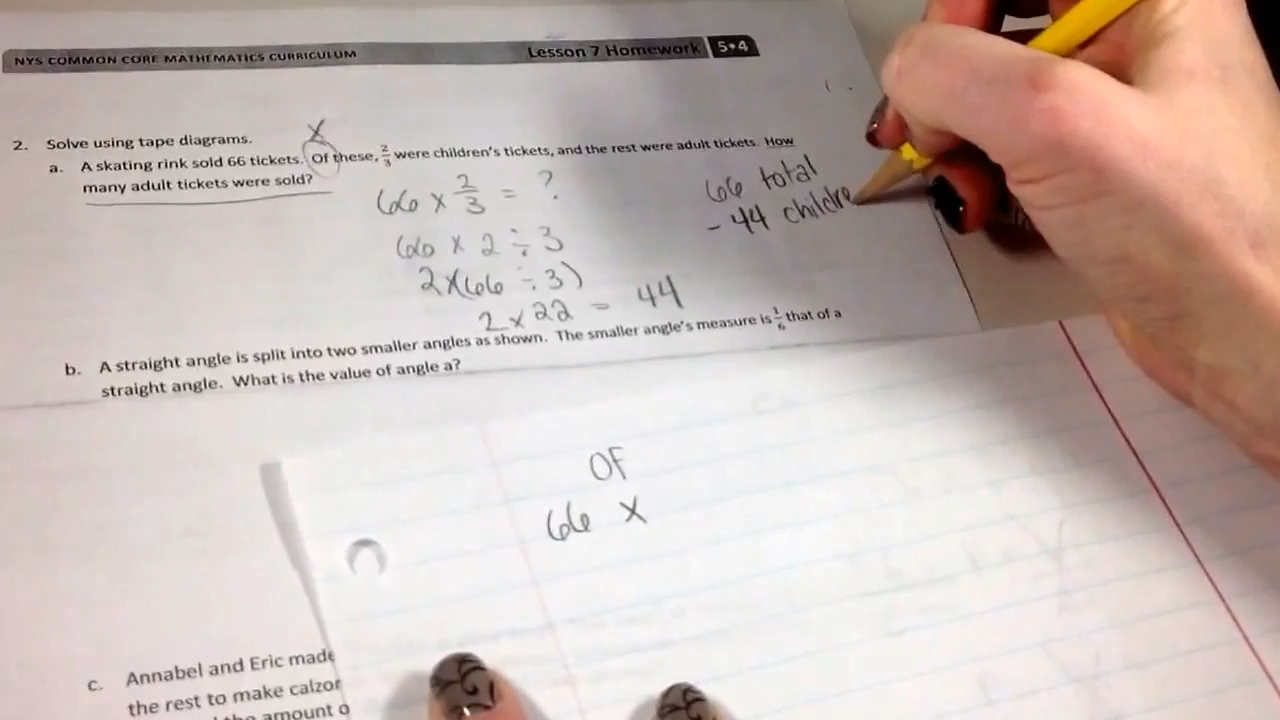 NYS COMMON CORE MATHEMATICS CURRICULUM Lesson 7 Homework 5•4
2. Solve using tape diagrams.
X
a. A skating rink sold 66 tickets. Of these, 2/3 were children's tickets, and the rest were adult tickets. How
many adult tickets were sold?
66 x 2/3 = ?
66 x 2 ÷ 3
2x(66 ÷ 3)
2 x 22 = 44
66 total
- 44 childre
b. A straight angle is split into two smaller angles as shown. The smaller angle's measure is 1/6 that of a
straight angle. What is the value of angle a?
OF
66 X
c. Annabel and Eric made
the rest to make calzon
amount o